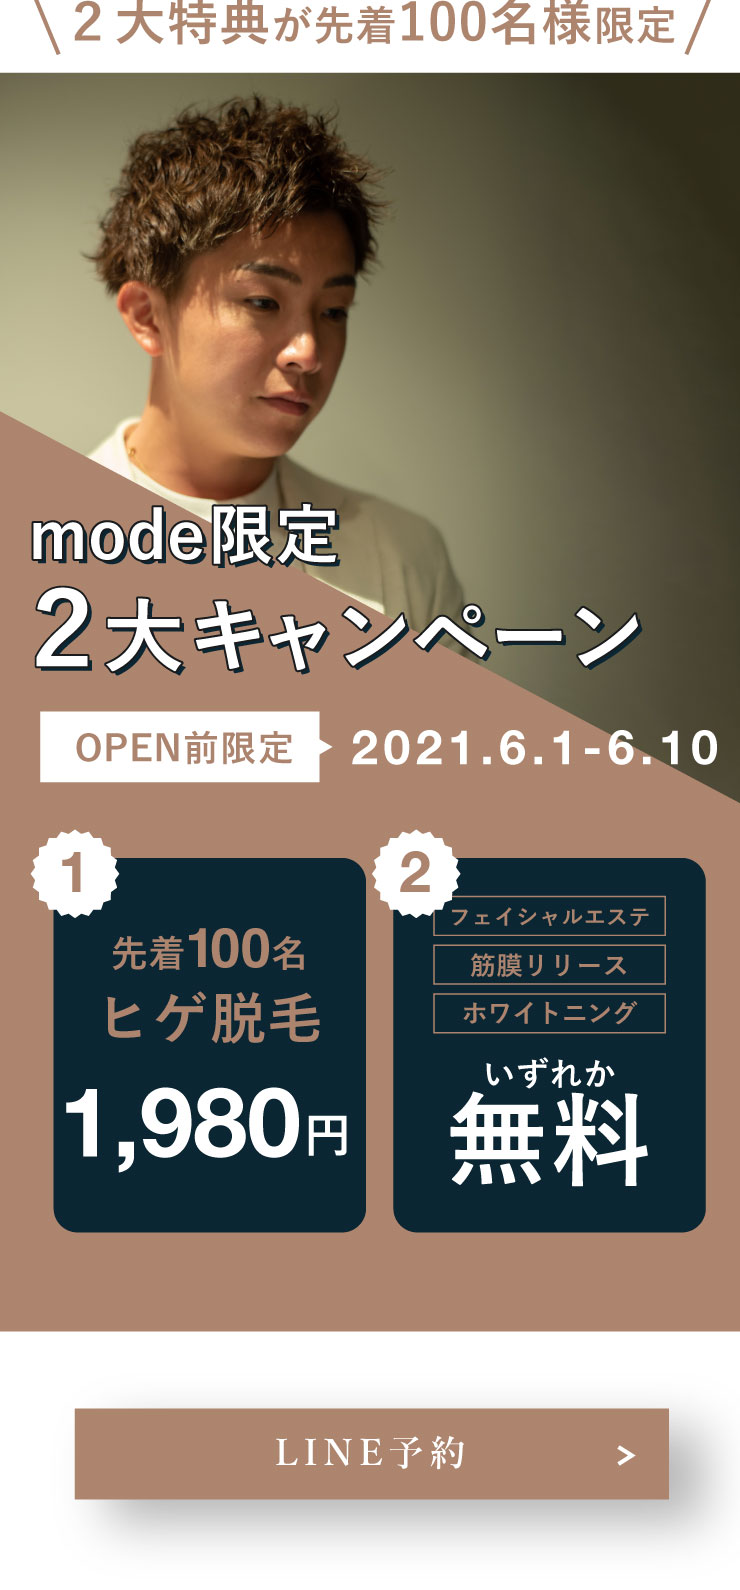 ２大特典が先着100名様限定
mode限定
２大キャンペーン
OPEN前限定
2021.6.1-6.10
1
先着100名
ヒゲ脱毛
1,980円
2
フェイシャルエステ
筋膜リリース
ホワイトニング
いずれか
無料
LINE予約 >